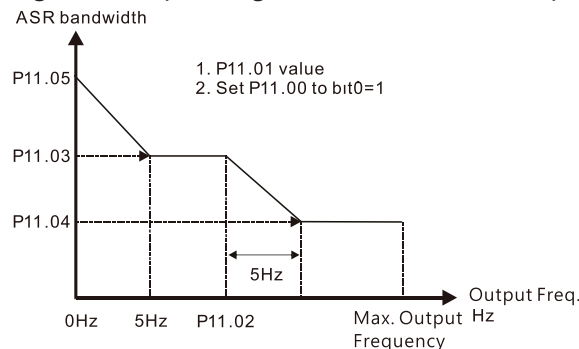 ASR bandwidth
P11.05
1. P11.01 value
2. Set P11.00 to bit0=1
P11.03
P11.04
5Hz
Output Freq.
Hz
0Hz
5Hz
P11.02
Max. Output
Frequency